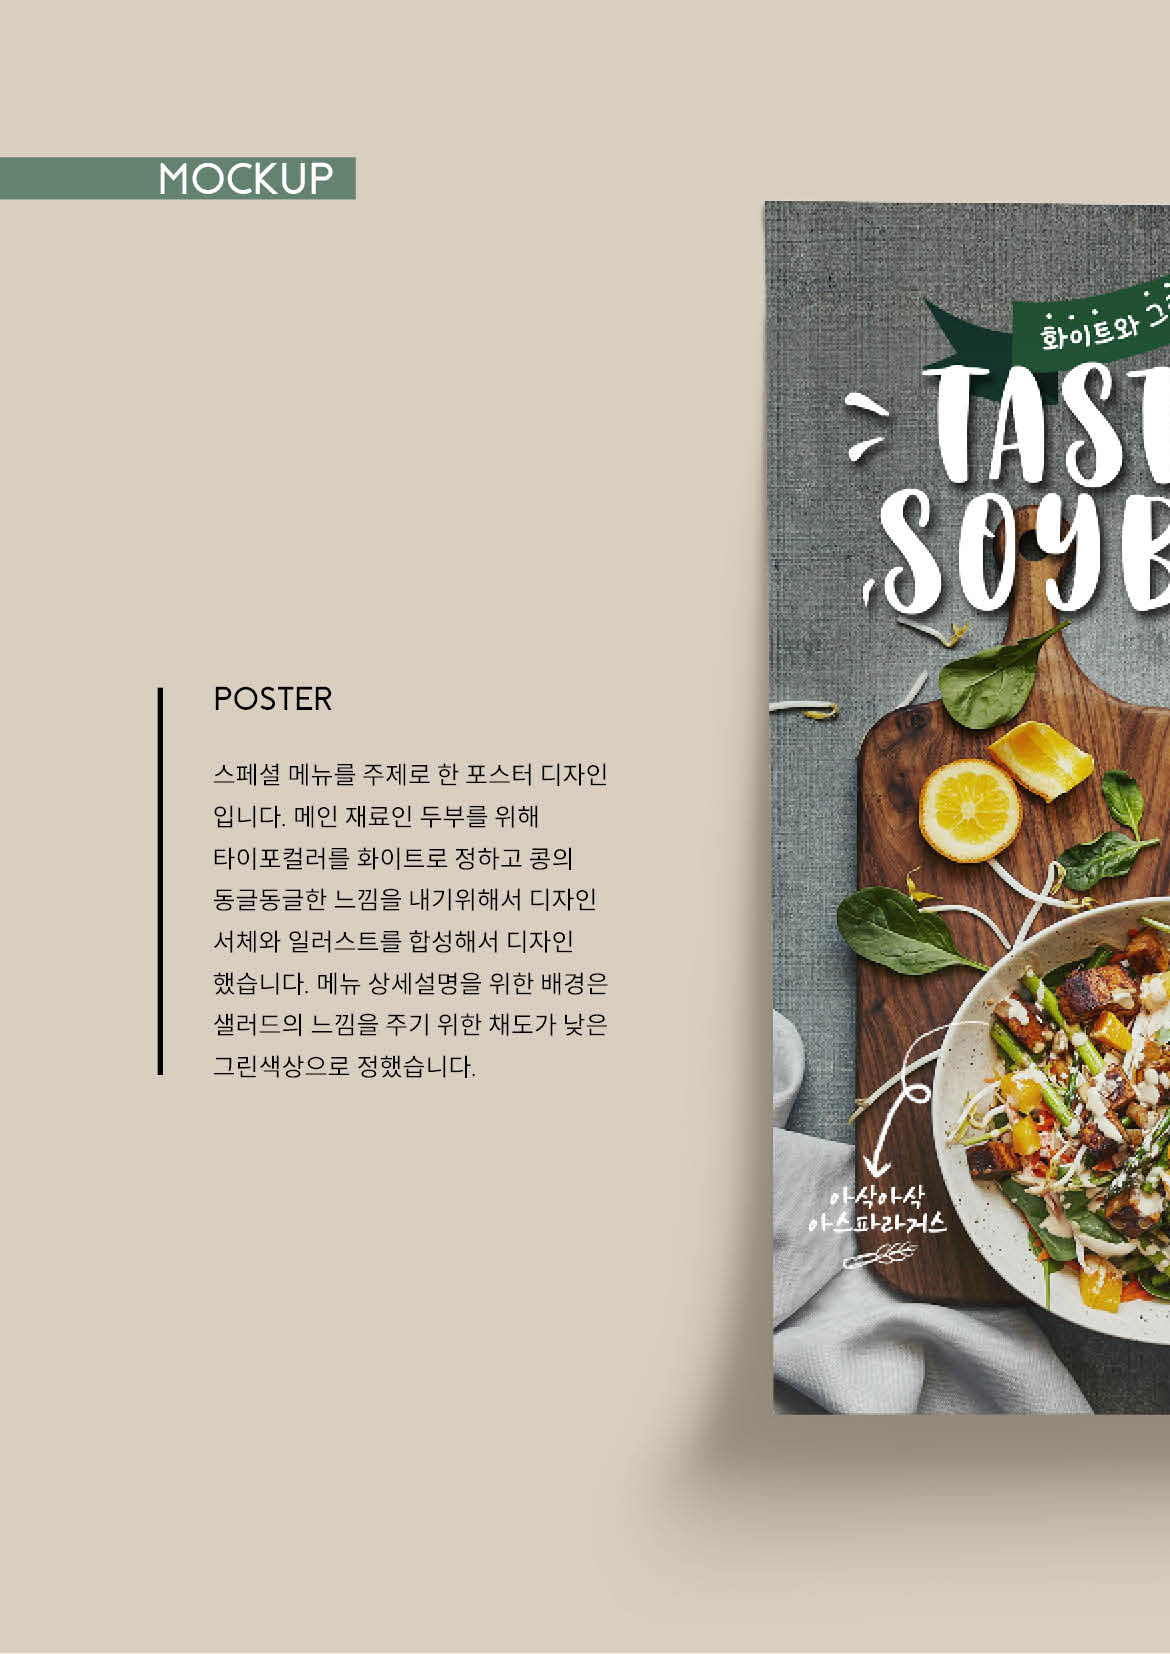 MOCKUP
화이트와
TAST
SOYB
POSTER
스페셜 메뉴를 주제로 한 포스터 디자인
입니다. 메인 재료인 두부를 위해
타이포컬러를 화이트로 정하고 콩의
동글동글한 느낌을 내기위해서 디자인
서체와 일러스트를 합성해서 디자인
했습니다. 메뉴 상세설명을 위한 배경은
샐러드의 느낌을 주기 위한 채도가 낮은
그린색상으로 정했습니다.
아삭아삭
아스파라거스